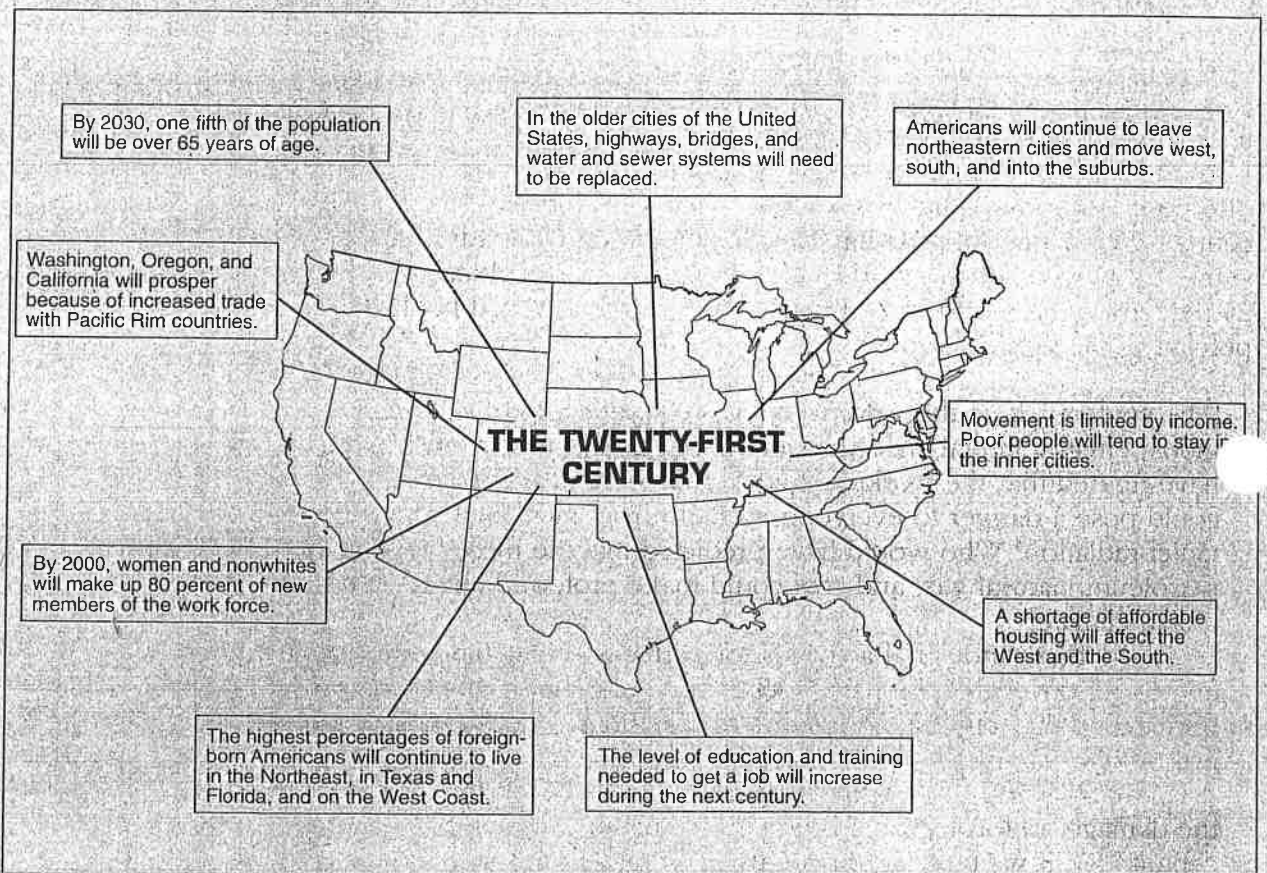 By 2030, one fifth of the population
will be over 65 years of age.
In the older cities of the United
States, highways, bridges, and
water and sewer systems will need
to be replaced.
Americans will continue to leave
northeastern cities and move west,
south, and into the suburbs.
Washington, Oregon, and
California will prosper
because of increased trade
with Pacific Rim countries.
THE TWENTY-FIRST
CENTURY
Movement is limited by income.
Poor people will tend to stay in
the inner cities.
By 2000, women and nonwhites
will make up 80 percent of new
members of the work force.
A shortage of affordable
housing will affect the
West and the South.
The highest percentages of foreign-
born Americans will continue to live
in the Northeast, in Texas and
Florida, and on the West Coast.
The level of education and training
needed to get a job will increase
during the next century.